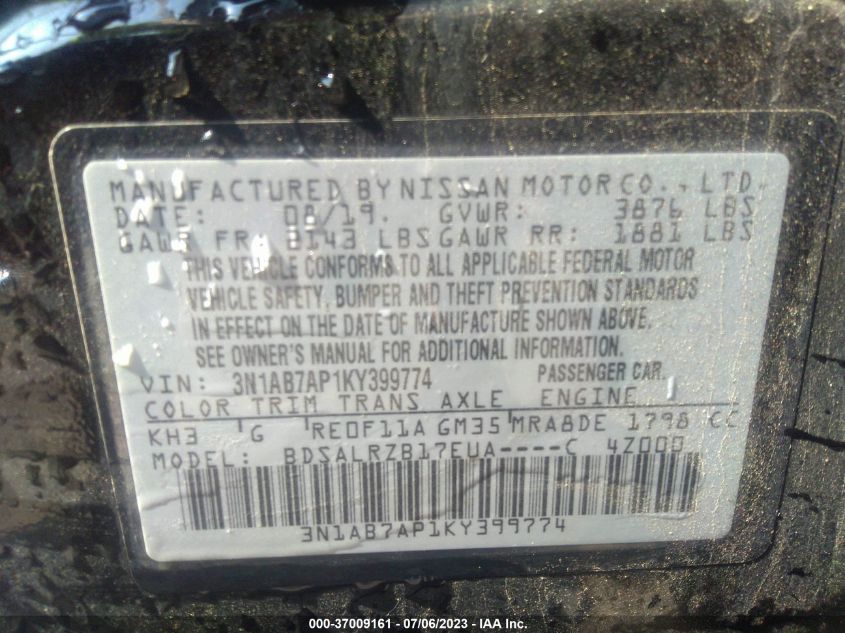 MANUFACTURED BY NISSAN MOTOR CO., LTD.
DATE: 08/19. GVWR: 3876 LBS
GAWR FR: 2143 LBS GAWR RR: 1881 LBS
THIS VEHICLE CONFORMS TO ALL APPLICABLE FEDERAL MOTOR
VEHICLE SAFETY, BUMPER AND THEFT PREVENTION STANDARDS
IN EFFECT ON THE DATE OF MANUFACTURE SHOWN ABOVE.
SEE OWNER'S MANUAL FOR ADDITIONAL INFORMATION.
VIN: 3N1AB7AP1KY399774 PASSENGER CAR
COLOR TRIM TRANS AXLE ENGINE
KH3 G RE0F11A GM35 MRA8DE 1798 CC
MODEL: BDSALRZB17EUA----C 4Z000
3N1AB7AP1KY399774
000-37009161 - 07/06/2023 - IAA Inc.